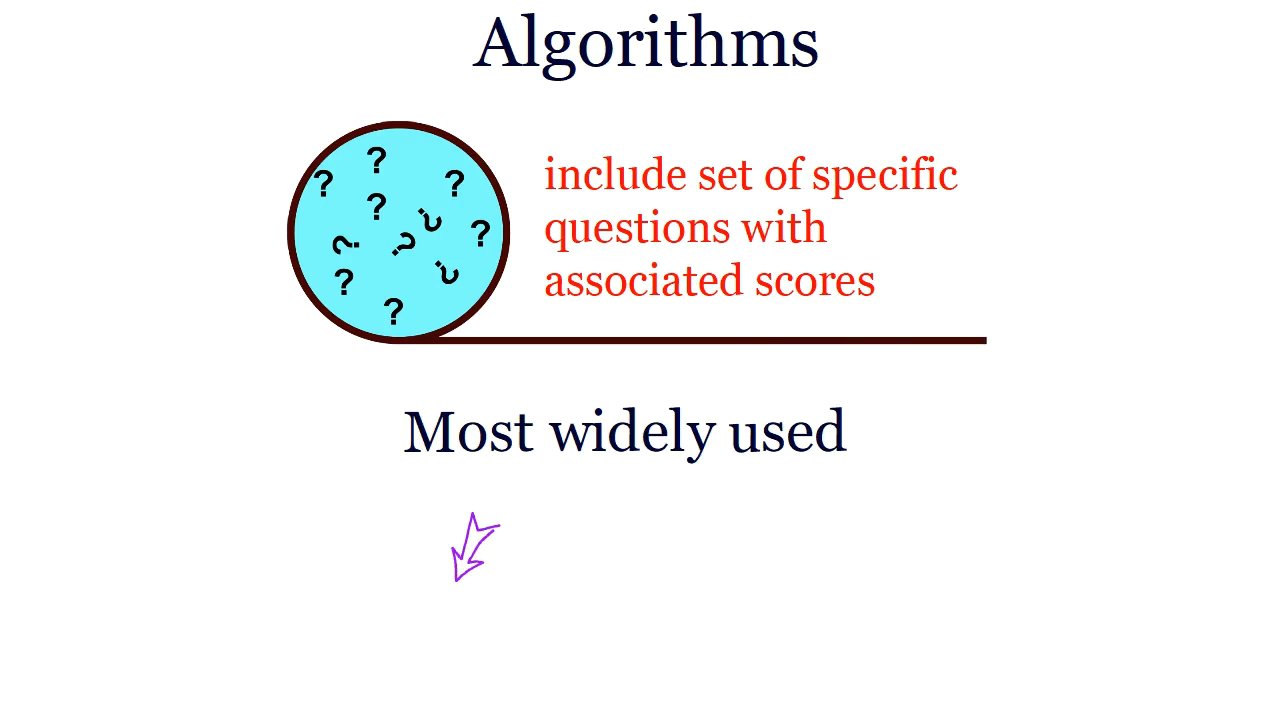 Algorithms
? ? ? ? ? ? ? ? ? ? ?
include set of specific
questions with
associated scores
Most widely used